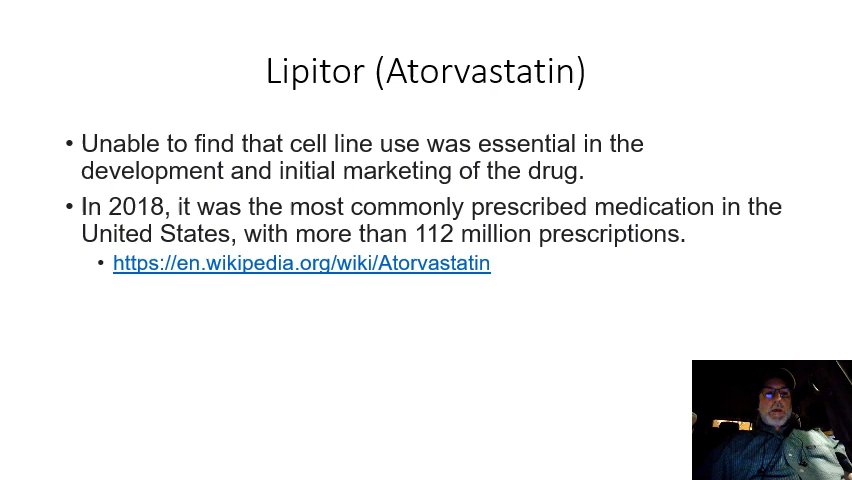 Lipitor (Atorvastatin)
• Unable to find that cell line use was essential in the
development and initial marketing of the drug.
• In 2018, it was the most commonly prescribed medication in the
United States, with more than 112 million prescriptions.
• https://en.wikipedia.org/wiki/Atorvastatin